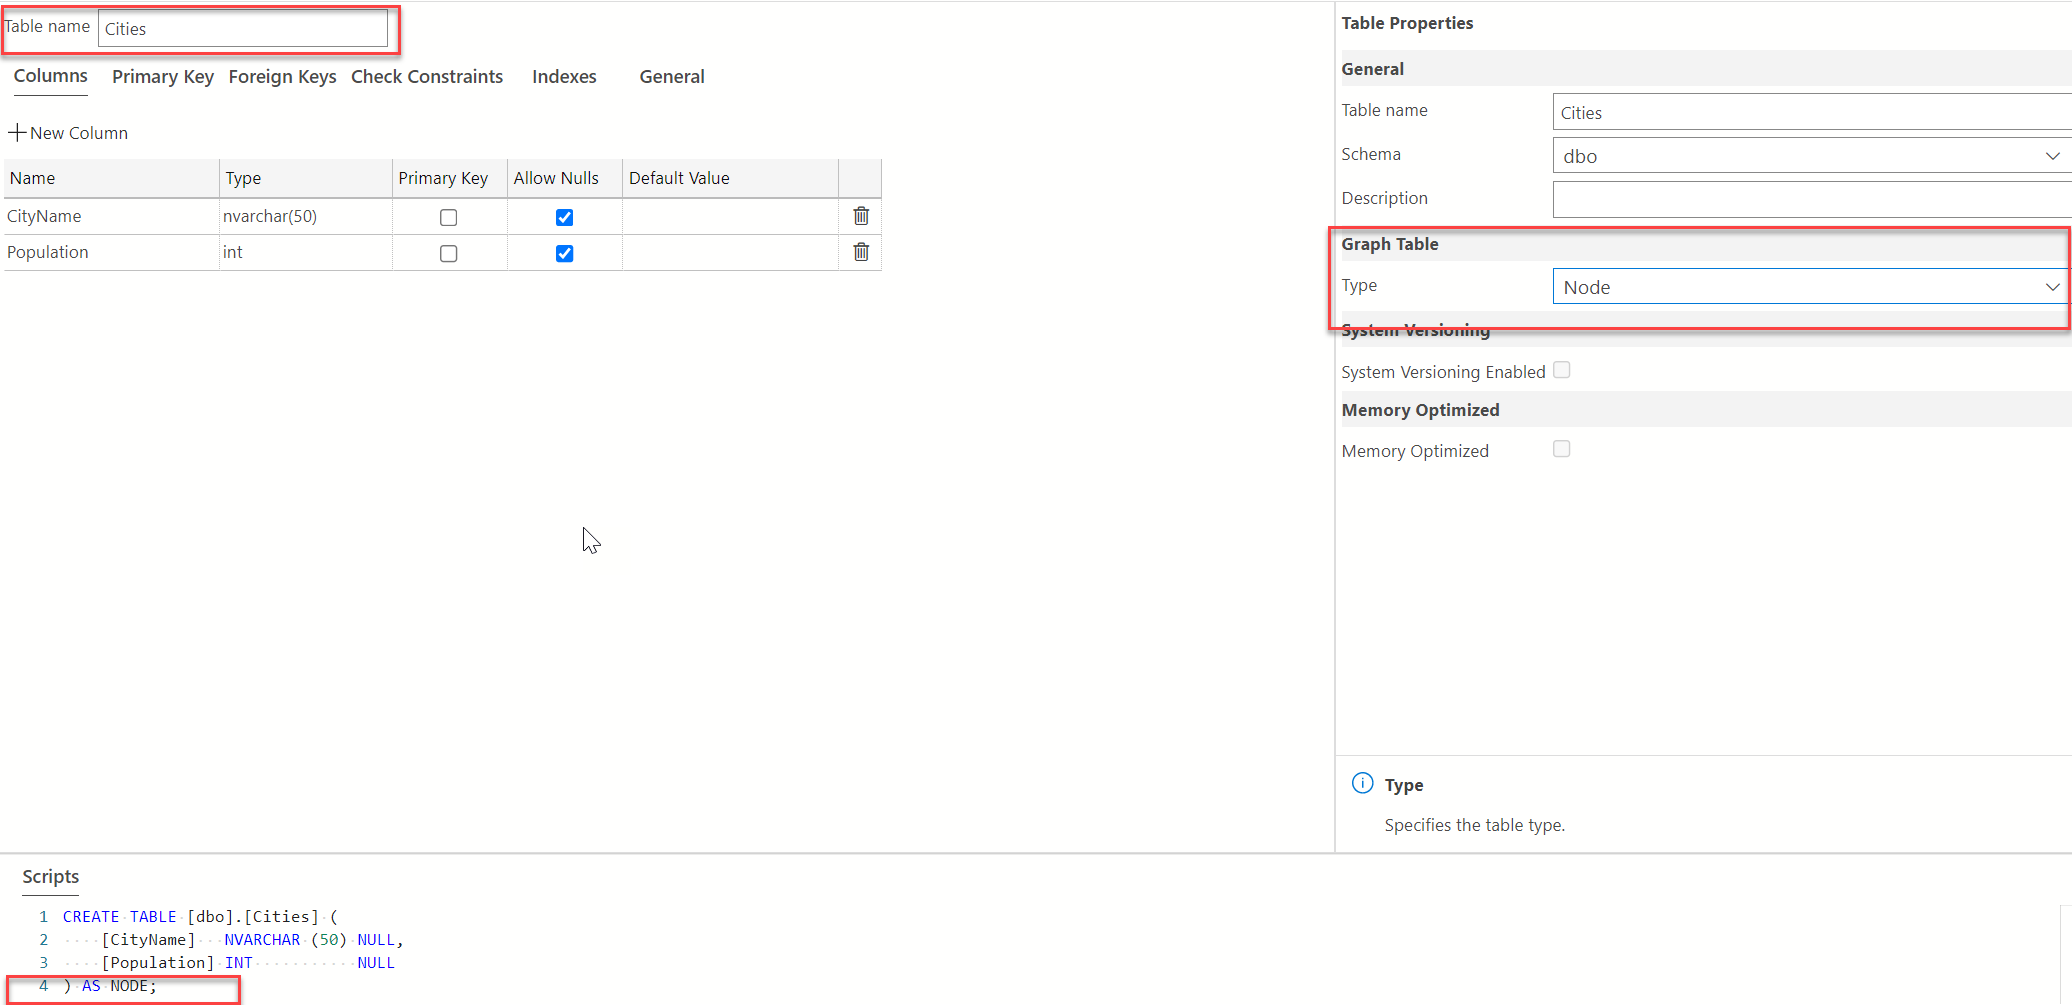 Table name Cities
Columns Primary Key Foreign Keys Check Constraints Indexes General
New Column
Name Type Primary Key Allow Nulls Default Value
CityName nvarchar(50)
Population int
Table Properties
General
Table name Cities
Schema dbo
Description
Graph Table
Type Node
System Versioning
System Versioning Enabled
Memory Optimized
Memory Optimized
Type
Specifies the table type.
Scripts
1 CREATE TABLE [dbo].[Cities] (
2 [CityName] NVARCHAR (50) NULL,
3 [Population] INT NULL
4 ) AS NODE;